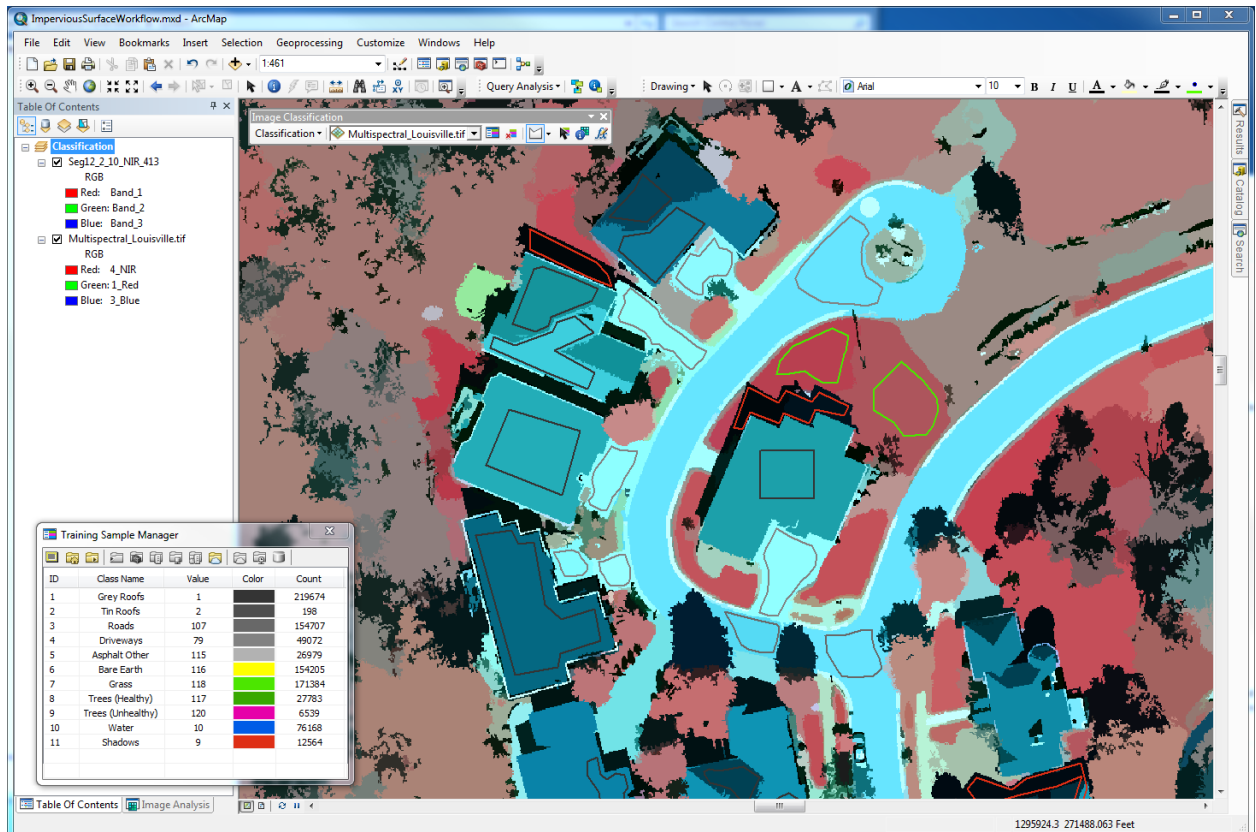 ImperviousSurfaceWorkflow.mxd - ArcMap
File Edit View Bookmarks Insert Selection Geoprocessing Customize Windows Help
1:461
Query Analysis
Drawing
Arial
10
B I U A
Table Of Contents
Classification
Seg12_2_10_NIR_413
RGB
Red: Band_1
Green: Band_2
Blue: Band_3
Multispectral_Louisville.tif
RGB
Red: 4_NIR
Green: 1_Red
Blue: 3_Blue
Image Classification
Classification Multispectral_Louisville.tif
Results
Catalog
Search
Training Sample Manager
ID Class Name Value Color Count
1 Grey Roofs 1 219674
2 Tin Roofs 2 198
3 Roads 107 154707
4 Driveways 79 49072
5 Asphalt Other 115 26979
6 Bare Earth 116 154205
7 Grass 118 171384
8 Trees (Healthy) 117 27783
9 Trees (Unhealthy) 120 6539
10 Water 10 76168
11 Shadows 9 12564
Table Of Contents Image Analysis
1295924.3 271488.063 Feet